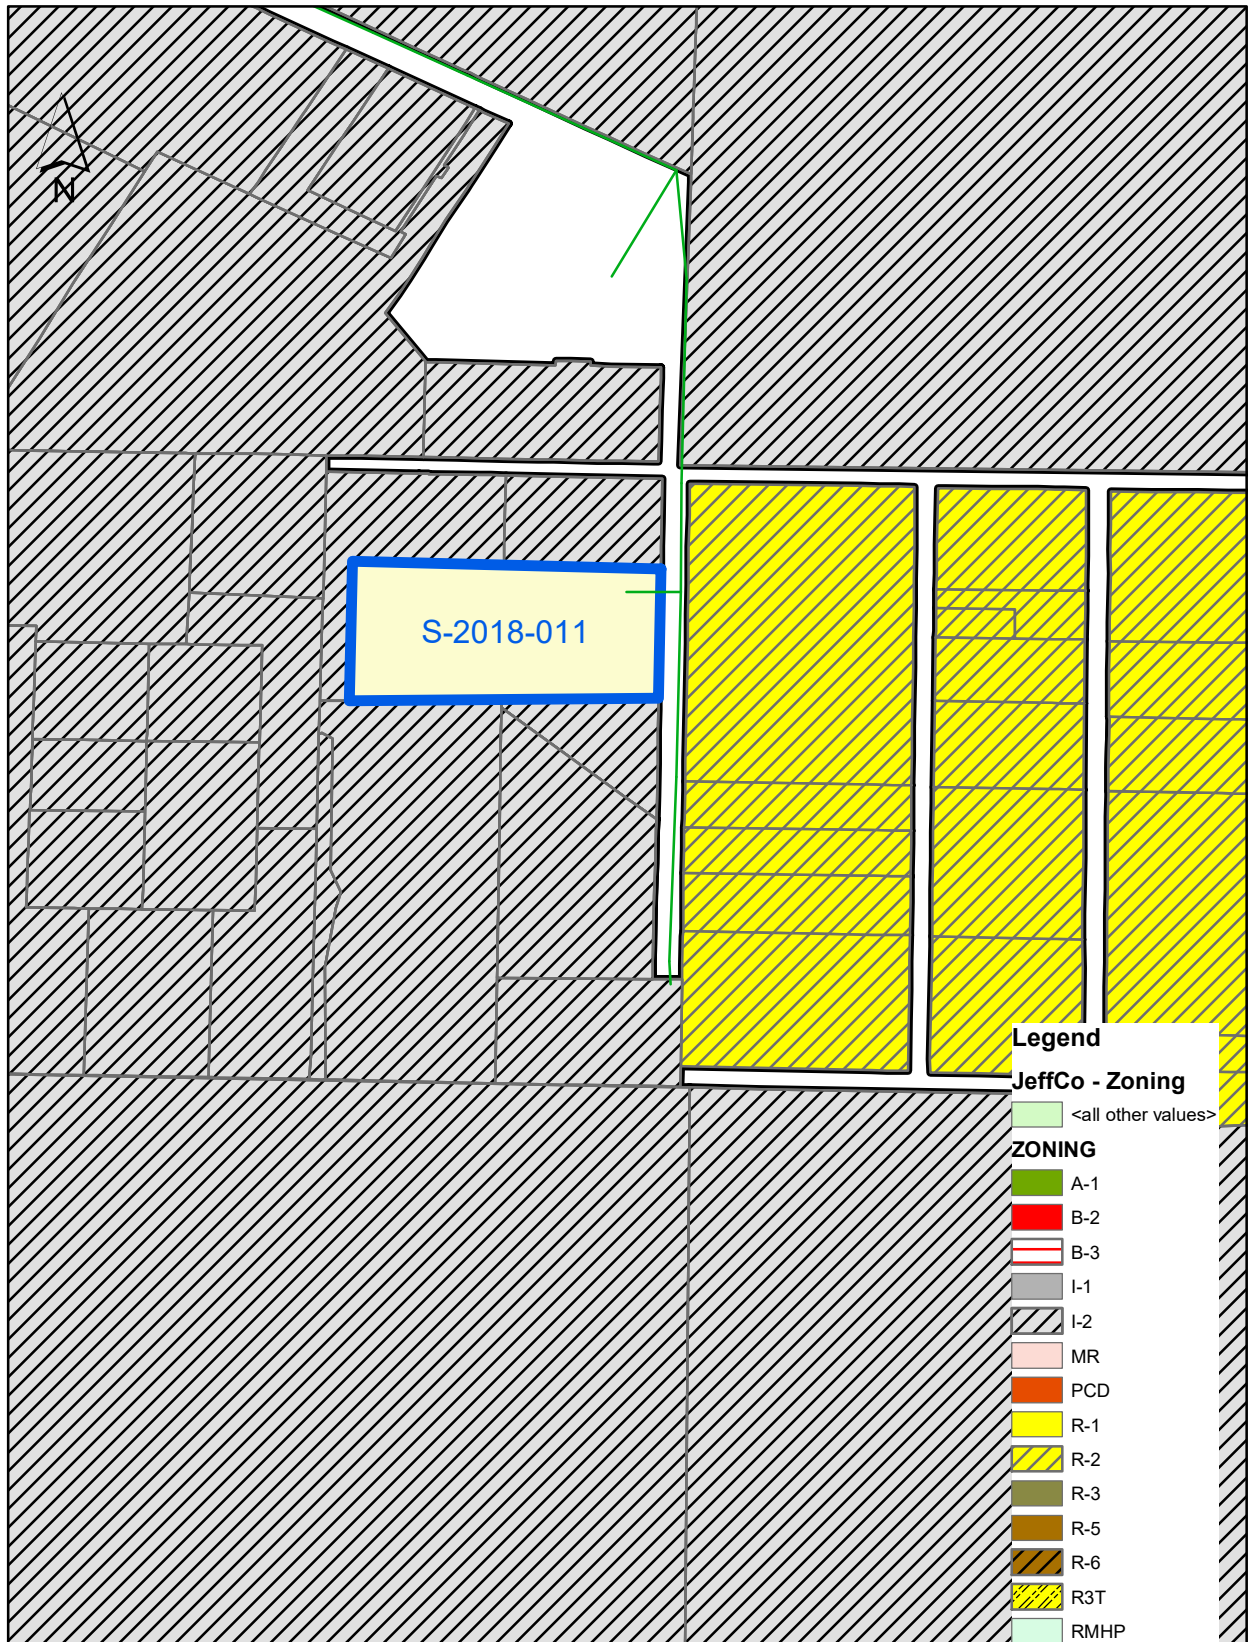 N
S-2018-011
Legend
JeffCo - Zoning
<all other values>
ZONING
A-1
B-2
B-3
I-1
I-2
MR
PCD
R-1
R-2
R-3
R-5
R-6
R3T
RMHP